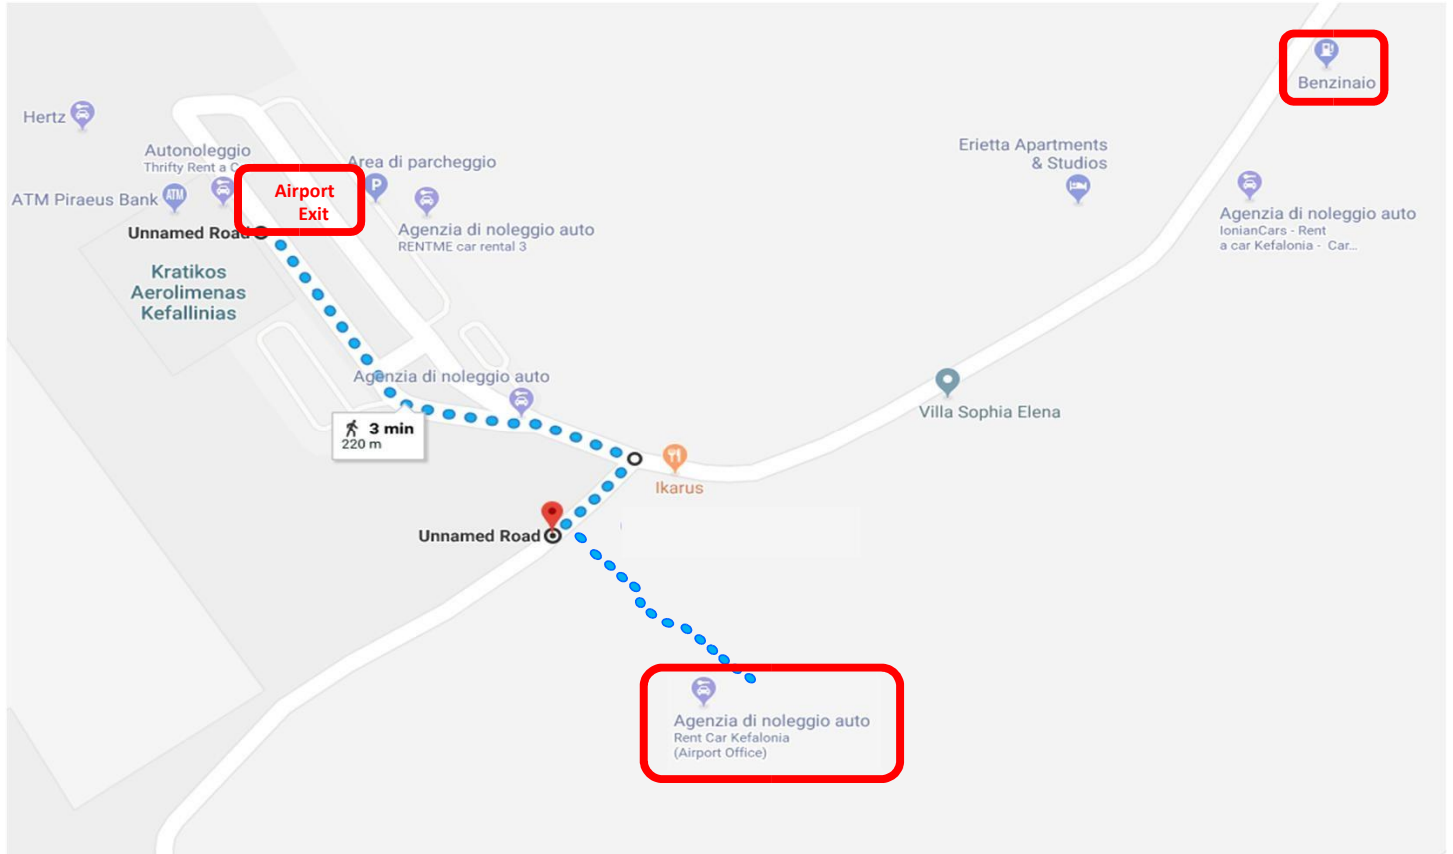 Benzinaio
Hertz
Autonoleggio
Thrifty Rent a C
Area di parcheggio
P
Erietta Apartments
& Studios
ATM Piraeus Bank
ATM
Airport
Exit
Agenzia di noleggio auto
RENTME car rental 3
Agenzia di noleggio auto
IonianCars - Rent
a car Kefalonia - Car...
Unnamed Road
Kratikos
Aerolimenas
Kefallinias
Agenzia di noleggio auto
Villa Sophia Elena
3 min
220 m
Ikarus
Unnamed Road
Agenzia di noleggio auto
Rent Car Kefalonia
(Airport Office)